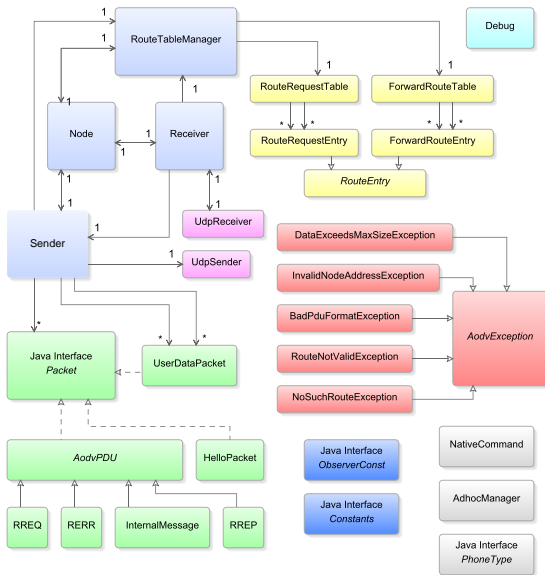 1
RouteTableManager
Debug
1
1
1
RouteRequestTable
ForwardRouteTable
1
1
*
*
*
*
Node
1
1
Receiver
RouteRequestEntry
ForwardRouteEntry
1
1
1
1
RouteEntry
UdpReceiver
Sender
1
1
UdpSender
DataExceedsMaxSizeException
InvalidNodeAddressException
BadPduFormatException
AodvException
RouteNotValidException
NoSuchRouteException
*
*
*
Java Interface
Packet
UserDataPacket
AodvPDU
HelloPacket
Java Interface
ObserverConst
NativeCommand
RREQ
RERR
InternalMessage
RREP
Java Interface
Constants
AdhocManager
Java Interface
PhoneType